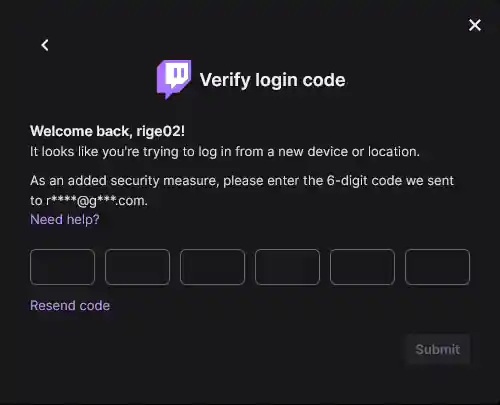 Verify login code
Welcome back, rige02!
It looks like you're trying to log in from a new device or location.
As an added security measure, please enter the 6-digit code we sent
to r****@g***.com.
Need help?
Resend code
Submit